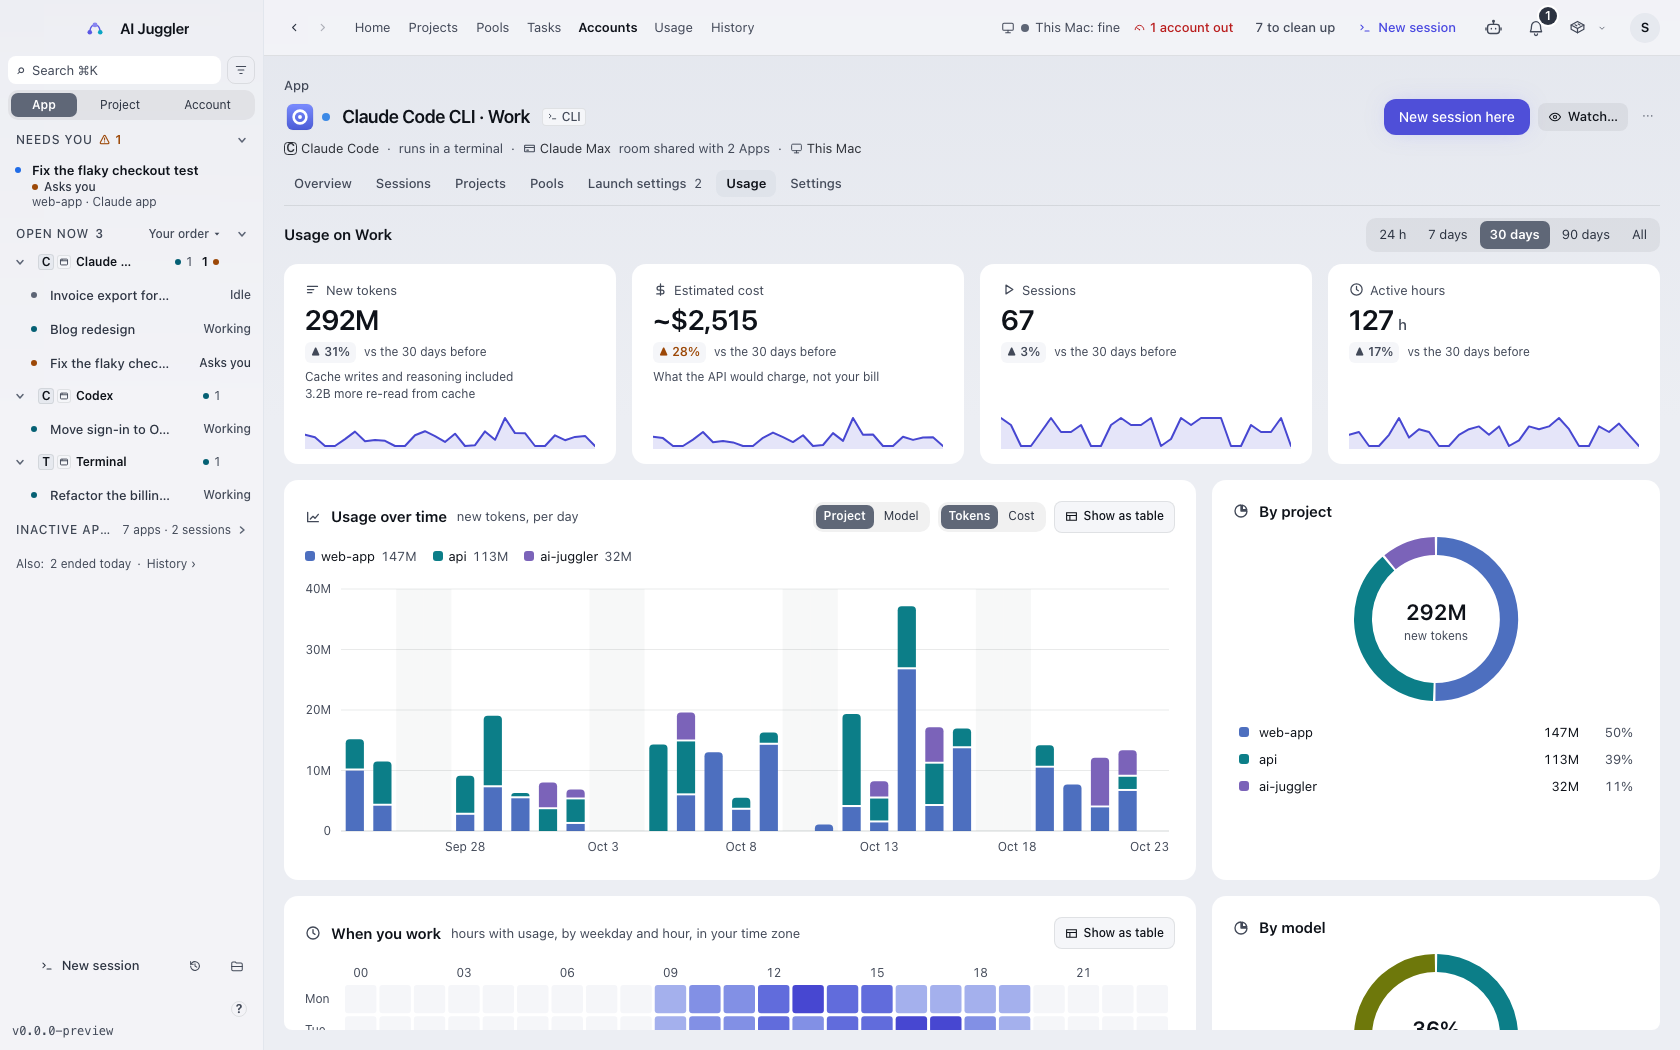 AI Juggler
Search ⌘K
App Project Account
NEEDS YOU 1
Fix the flaky checkout test
Asks you
web-app · Claude app
OPEN NOW 3 Your order
C Claude ... 1 1
Invoice export for... Idle
Blog redesign Working
Fix the flaky chec... Asks you
C Codex 1
Move sign-in to O... Working
T Terminal 1
Refactor the billin... Working
INACTIVE AP... 7 apps · 2 sessions
Also: 2 ended today · History ›
New session
?
v0.0.0-preview
Home Projects Pools Tasks Accounts Usage History
This Mac: fine 1 account out 7 to clean up New session 1 S
App
Claude Code CLI · Work CLI
New session here Watch... ...
C Claude Code · runs in a terminal · Claude Max room shared with 2 Apps · This Mac
Overview Sessions Projects Pools Launch settings 2 Usage Settings
Usage on Work
24 h 7 days 30 days 90 days All
New tokens
292M
▲ 31% vs the 30 days before
Cache writes and reasoning included
3.2B more re-read from cache
$ Estimated cost
~$2,515
▲ 28% vs the 30 days before
What the API would charge, not your bill
Sessions
67
▲ 3% vs the 30 days before
Active hours
127 h
▲ 17% vs the 30 days before
Usage over time new tokens, per day
Project Model Tokens Cost Show as table
web-app 147M api 113M ai-juggler 32M
40M
30M
20M
10M
0
Sep 28 Oct 3 Oct 8 Oct 13 Oct 18 Oct 23
By project
292M
new tokens
web-app 147M 50%
api 113M 39%
ai-juggler 32M 11%
When you work hours with usage, by weekday and hour, in your time zone
Show as table
00 03 06 09 12 15 18 21
Mon
Tue
By model
36%